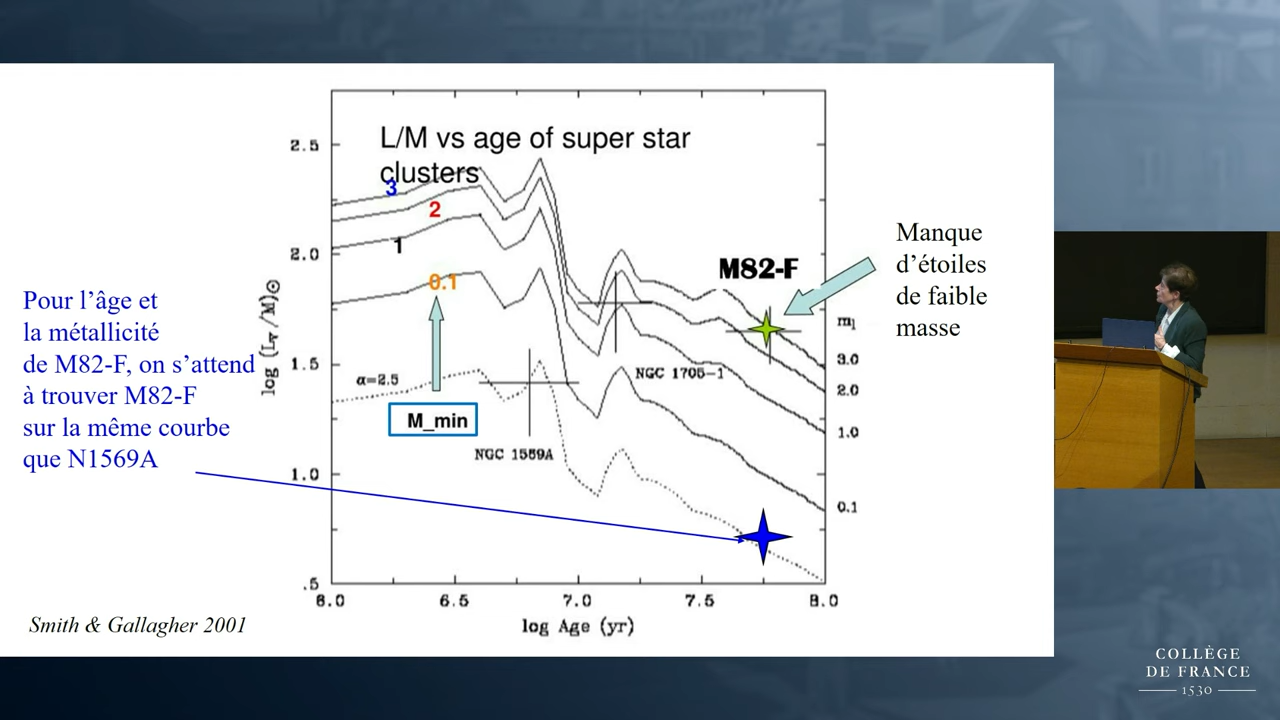 L/M vs age of super star
clusters
2.5
2.0
1.5
1.0
.5
log (L_V/M)⊙
3
2
1
0.1
α=2.5
M_min
NGC 1569A
NGC 1705-1
M82-F
m_l
3.0
2.0
1.0
0.1
6.0
6.5
7.0
7.5
8.0
log Age (yr)
Manque
d’étoiles
de faible
masse
Pour l’âge et
la métallicité
de M82-F, on s’attend
à trouver M82-F
sur la même courbe
que N1569A
Smith & Gallagher 2001
COLLÈGE
DE FRANCE
1530